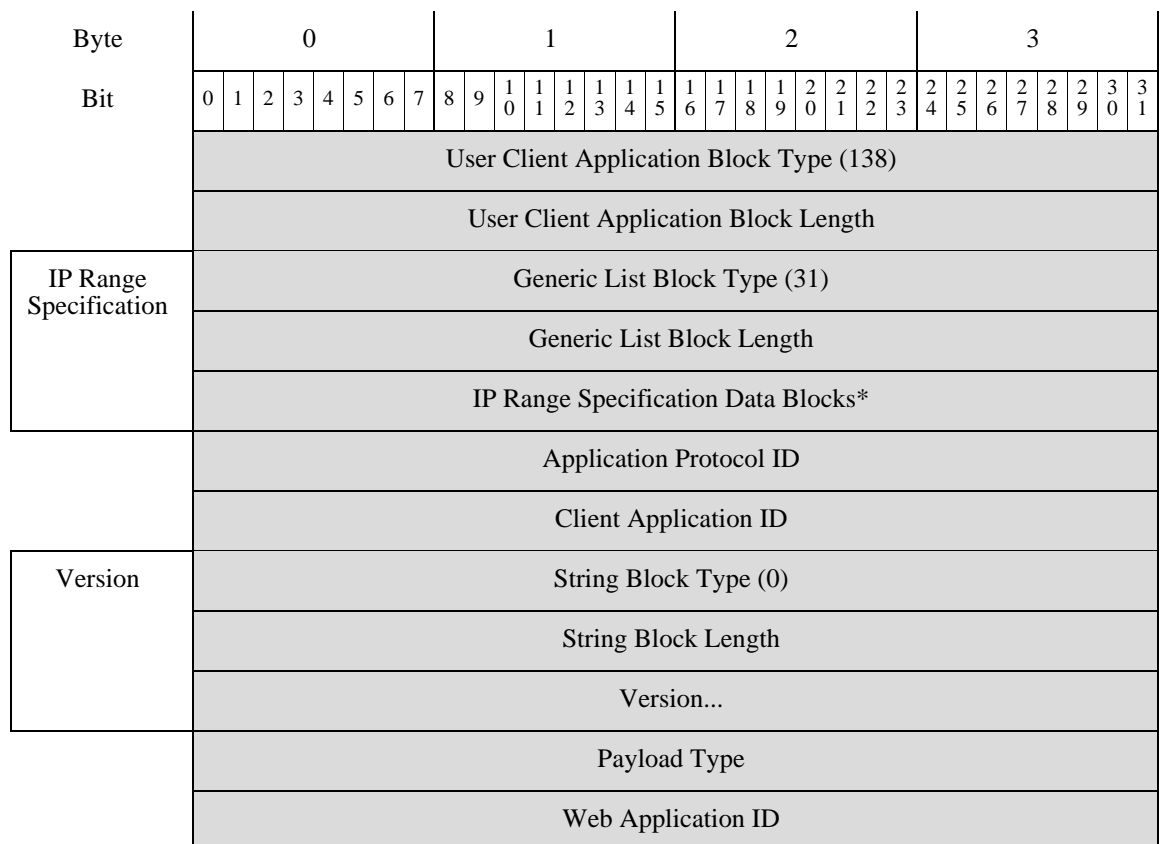 Byte 0 1 2 3
Bit 0 1 2 3 4 5 6 7 8 9 10 11 12 13 14 15 16 17 18 19 20 21 22 23 24 25 26 27 28 29 30 31
User Client Application Block Type (138)
User Client Application Block Length
IP Range
Specification
Generic List Block Type (31)
Generic List Block Length
IP Range Specification Data Blocks*
Application Protocol ID
Client Application ID
Version
String Block Type (0)
String Block Length
Version...
Payload Type
Web Application ID